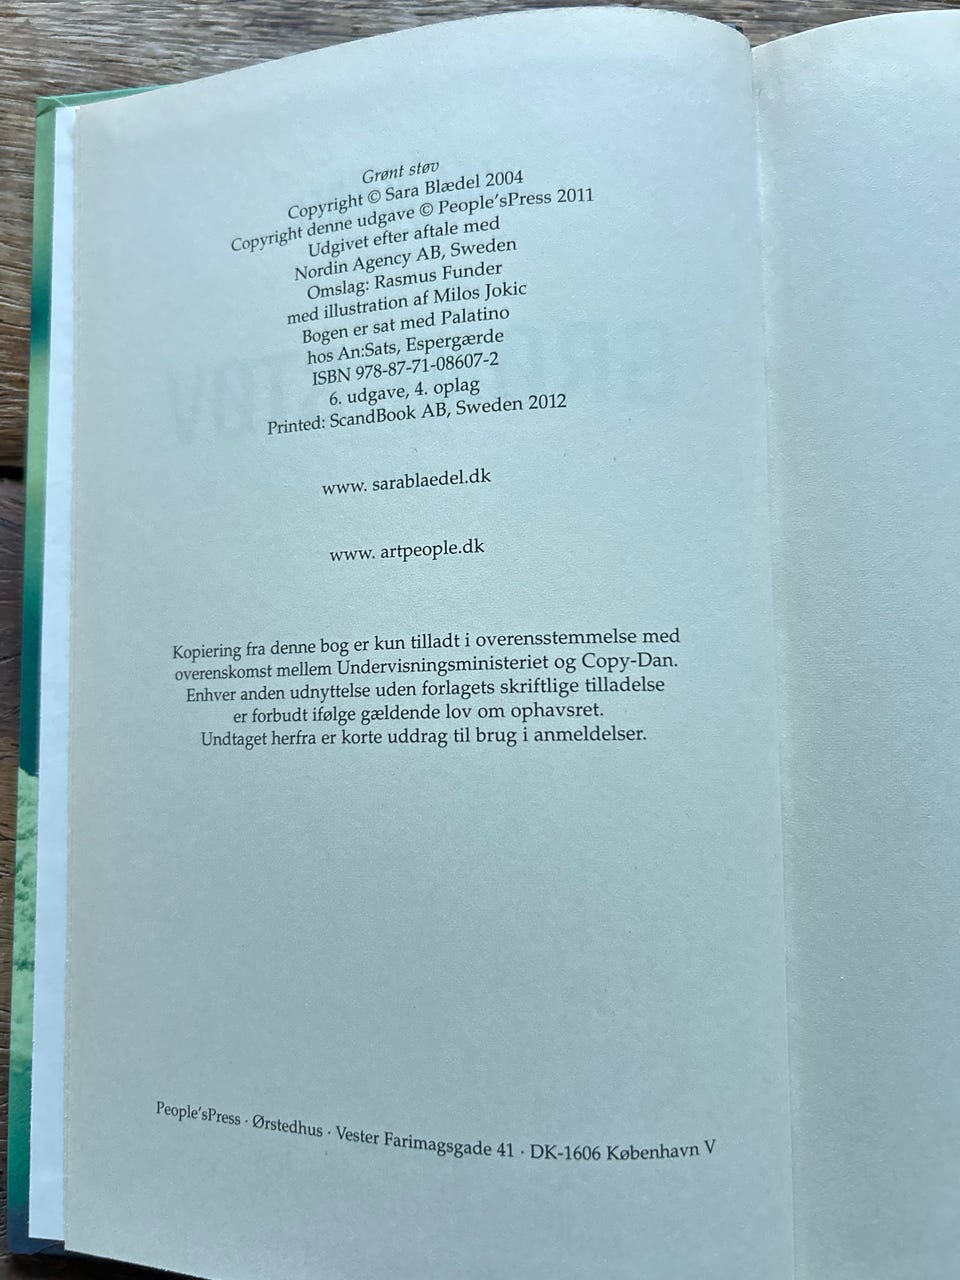 Grønt støv
Copyright © Sara Blædel 2004
Copyright denne udgave © People'sPress 2011
Udgivet efter aftale med
Nordin Agency AB, Sweden
Omslag: Rasmus Funder
med illustration af Milos Jokic
Bogen er sat med Palatino
hos An:Sats, Espergærde
ISBN 978-87-71-08607-2
6. udgave, 4. oplag
Printed: ScandBook AB, Sweden 2012
www. sarablaedel.dk
www. artpeople.dk
Kopiering fra denne bog er kun tilladt i overensstemmelse med
overenskomst mellem Undervisningsministeriet og Copy-Dan.
Enhver anden udnyttelse uden forlagets skriftlige tilladelse
er forbudt ifølge gældende lov om ophavsret.
Undtaget herfra er korte uddrag til brug i anmeldelser.
People'sPress · Ørstedhus · Vester Farimagsgade 41 · DK-1606 København V